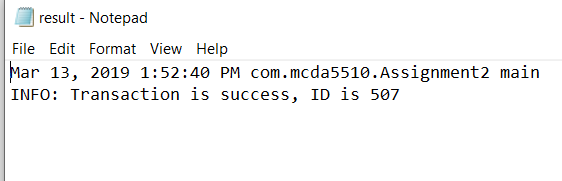 result - Notepad
File Edit Format View Help
Mar 13, 2019 1:52:40 PM com.mcda5510.Assignment2 main
INFO: Transaction is success, ID is 507